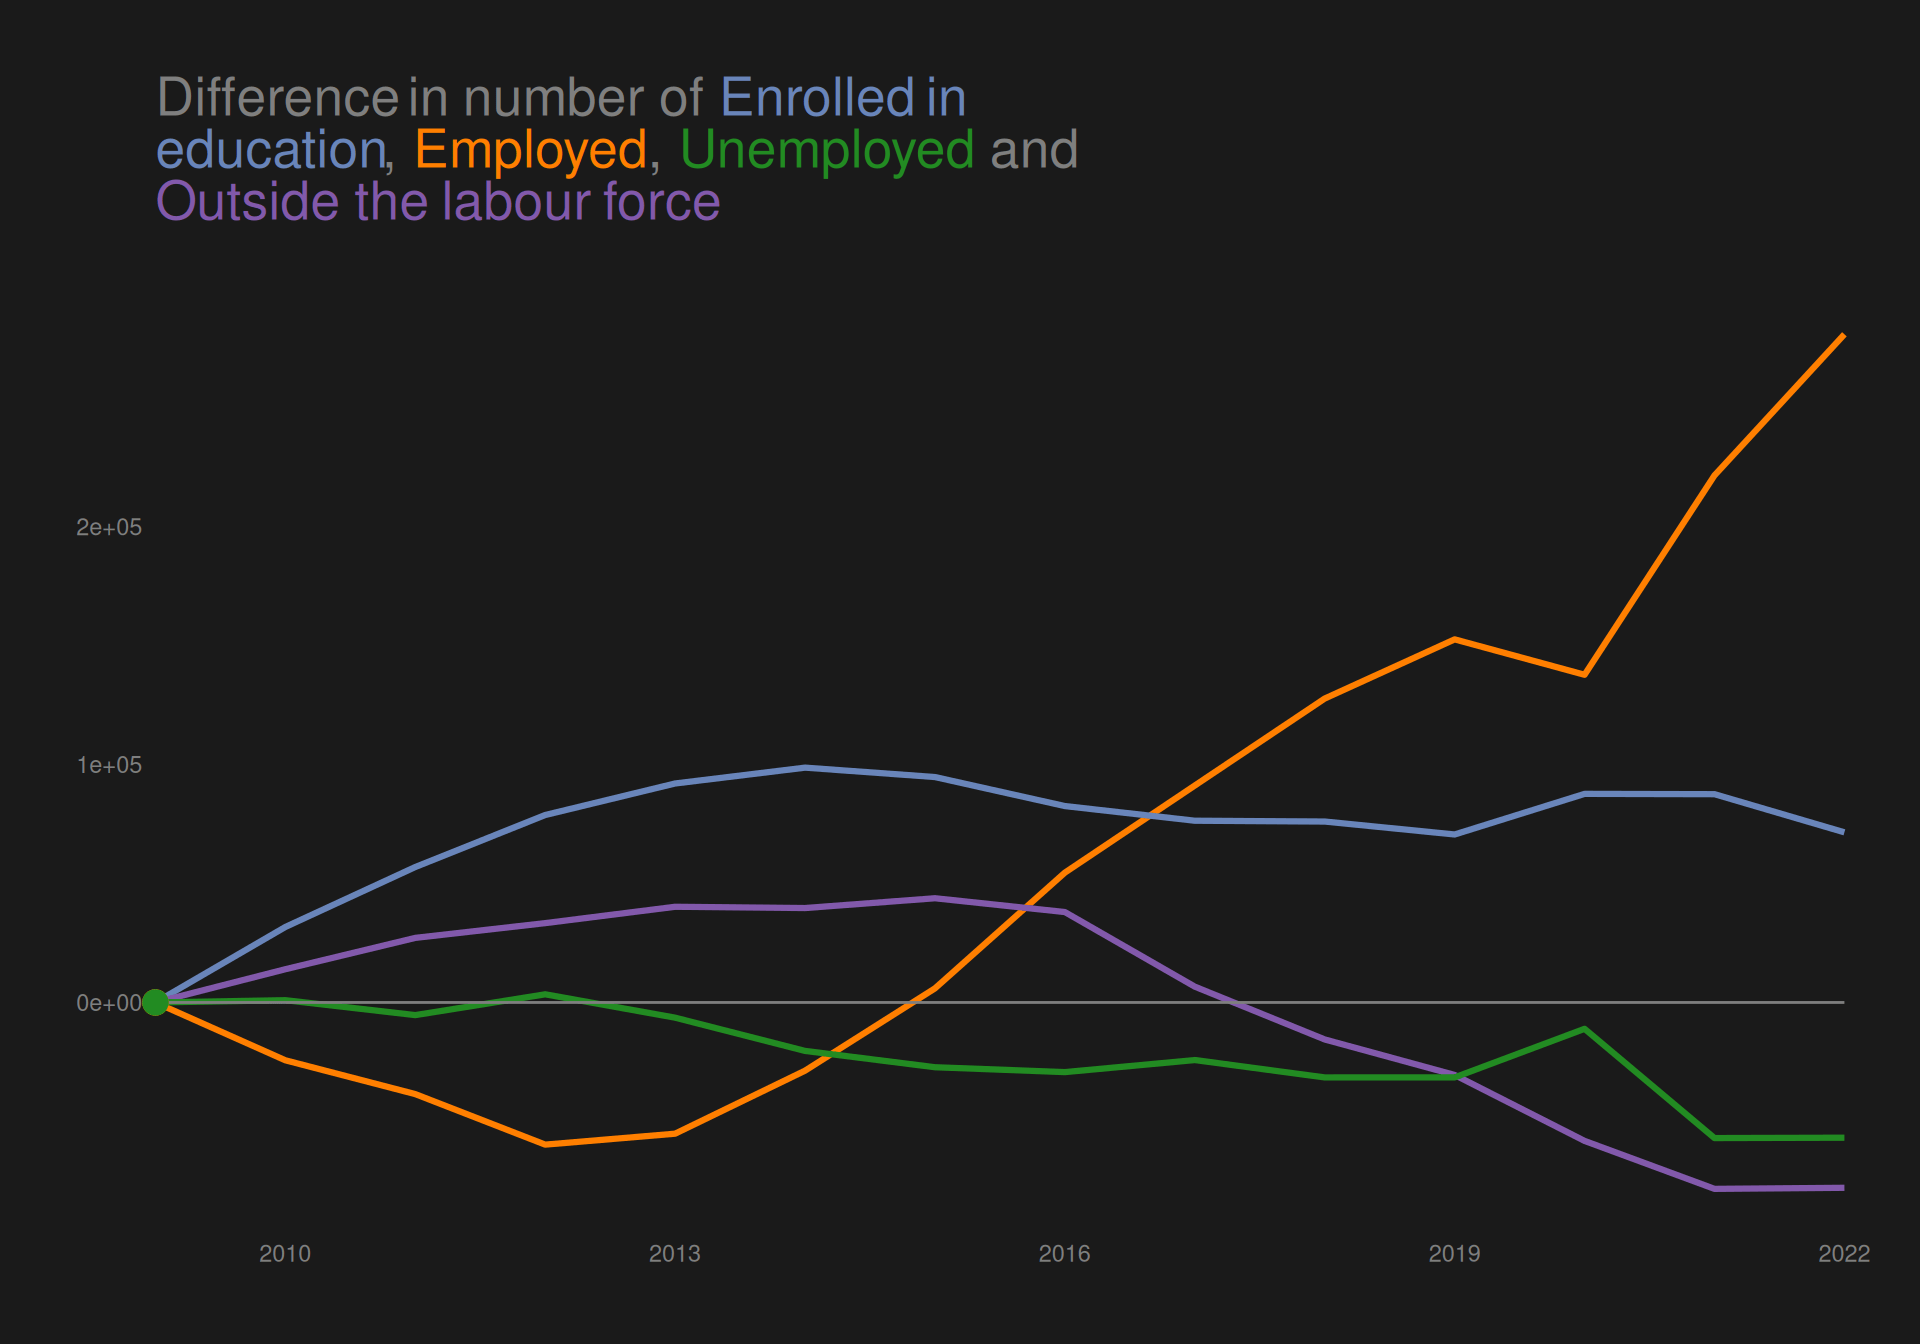 Difference in number of Enrolled in
education, Employed, Unemployed and
Outside the labour force
2e+05
1e+05
0e+00
2010
2013
2016
2019
2022